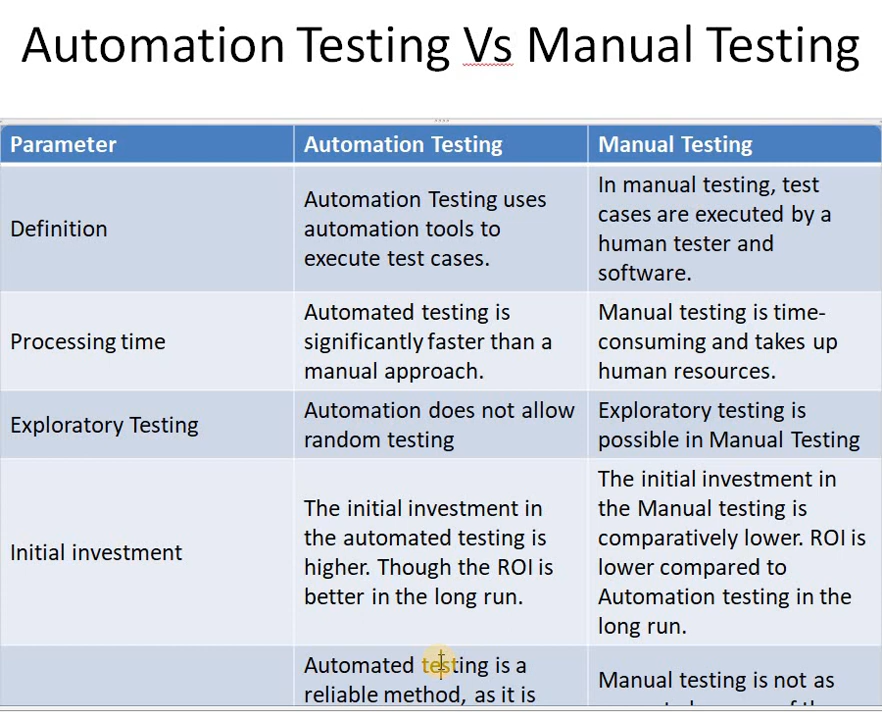 Automation Testing Vs Manual Testing
Parameter
Automation Testing
Manual Testing
Definition
Automation Testing uses
automation tools to
execute test cases.
In manual testing, test
cases are executed by a
human tester and
software.
Processing time
Automated testing is
significantly faster than a
manual approach.
Manual testing is time-
consuming and takes up
human resources.
Exploratory Testing
Automation does not allow
random testing
Exploratory testing is
possible in Manual Testing
Initial investment
The initial investment in
the automated testing is
higher. Though the ROI is
better in the long run.
The initial investment in
the Manual testing is
comparatively lower. ROI is
lower compared to
Automation testing in the
long run.
Automated testing is a
reliable method, as it is
Manual testing is not as